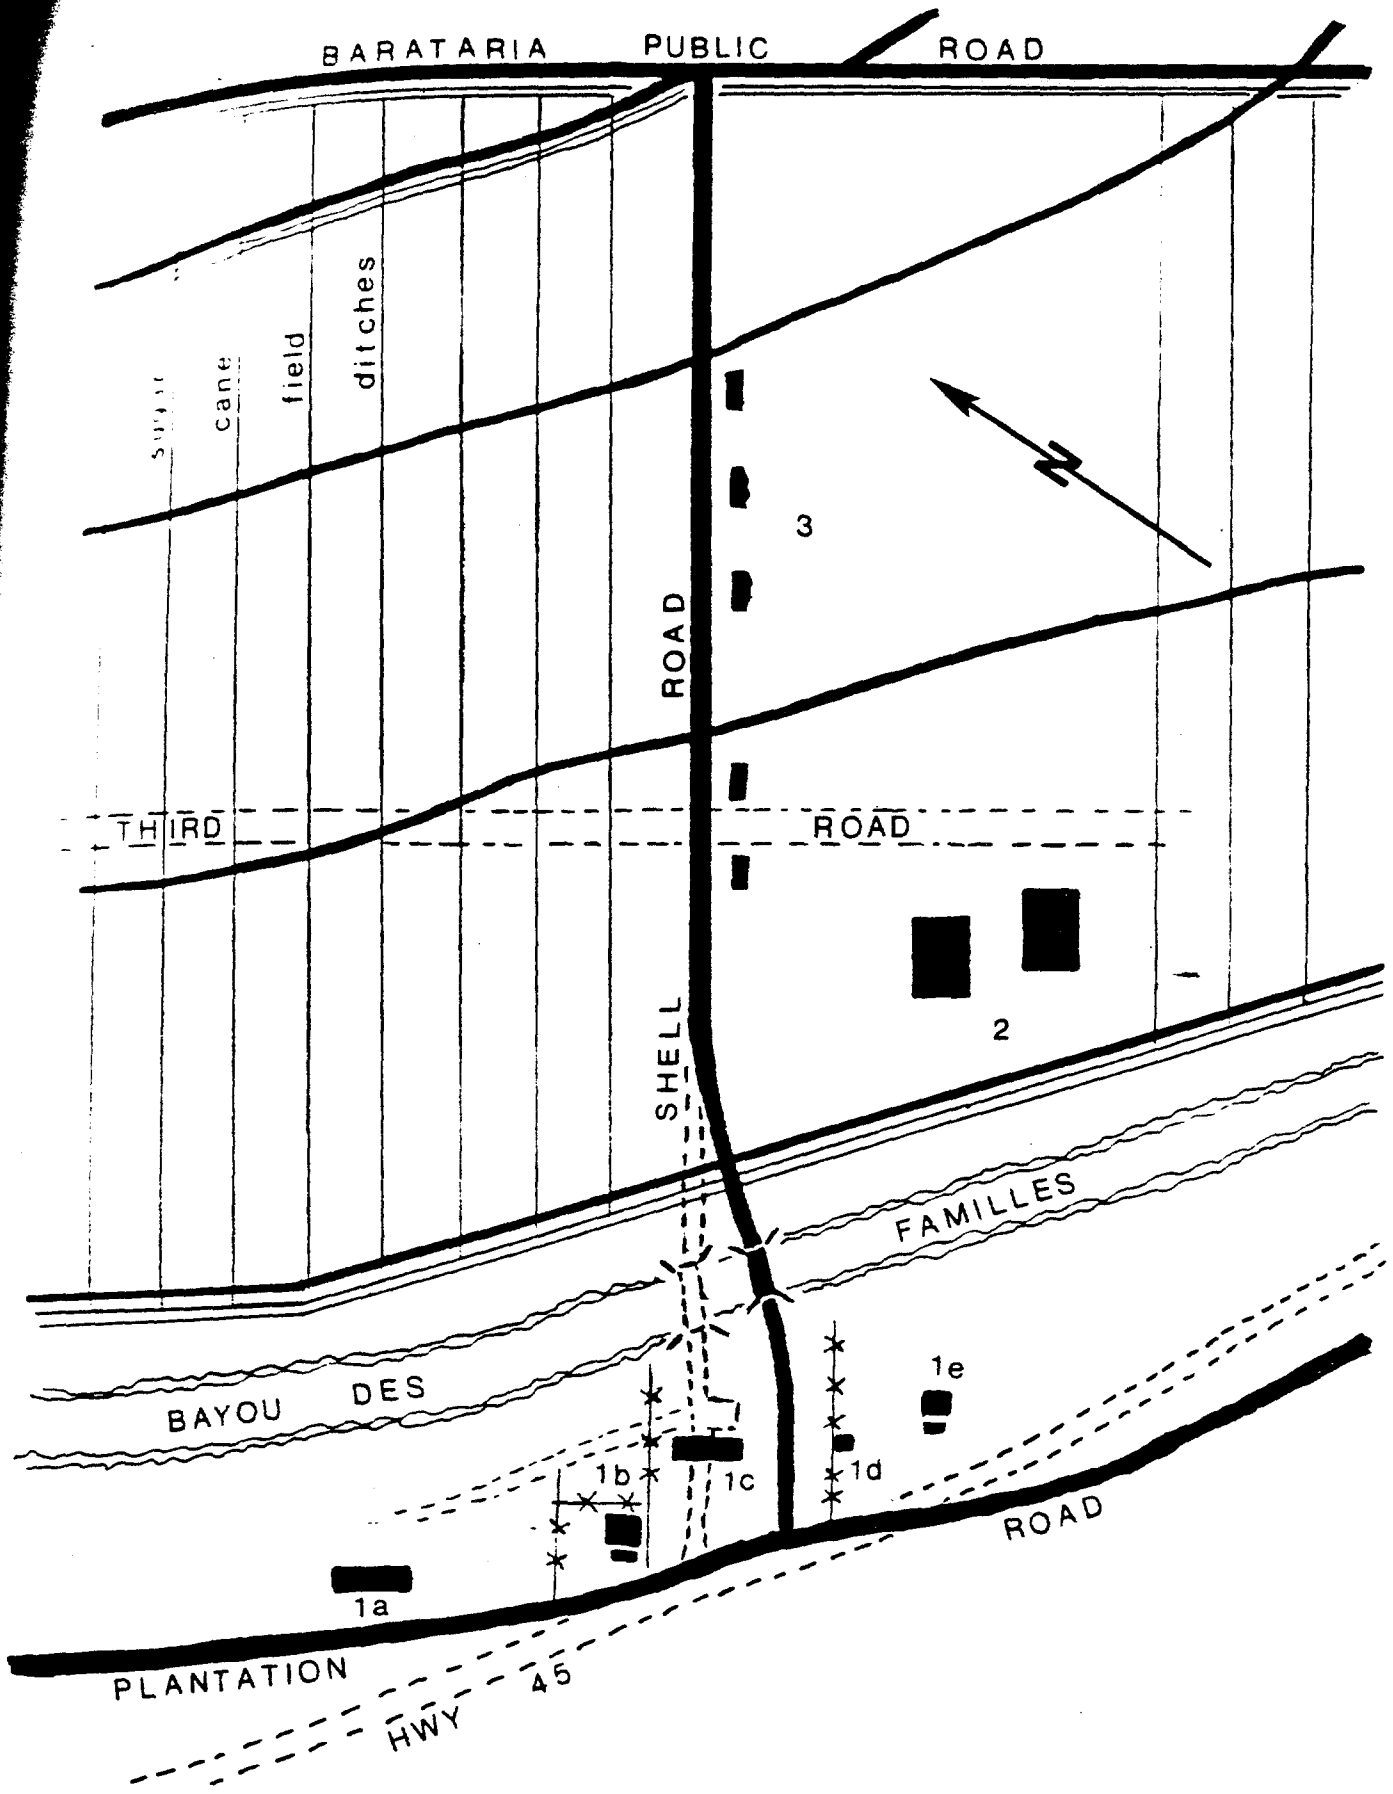 BARATARIA PUBLIC ROAD
sugar
cane
field
ditches
N
3
SHELL ROAD
THIRD ROAD
2
BAYOU DES FAMILLES
1e
1d
1b
1c
1a
PLANTATION ROAD
HWY 45